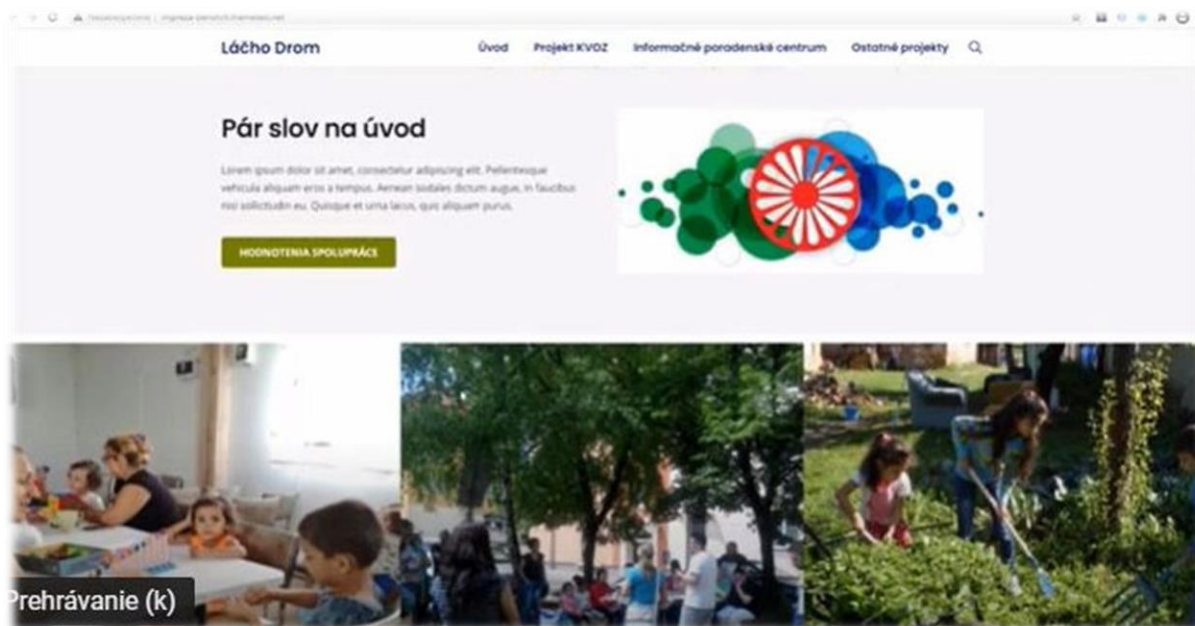 Láčho Drom
Úvod Projekt KVOZ Informačné poradenské centrum Ostatné projekty
Pár slov na úvod
Lorem ipsum dolor sit amet, consectetur adipiscing elit. Pellentesque
vehicula aliquam eros a tempus. Aenean sodales dictum augue, in faucibus
nisi sollicitudin eu. Quisque et urna lacus, quis aliquam purus.
HODNOTENIA SPOLUPRÁCE
Prehrávanie (k)